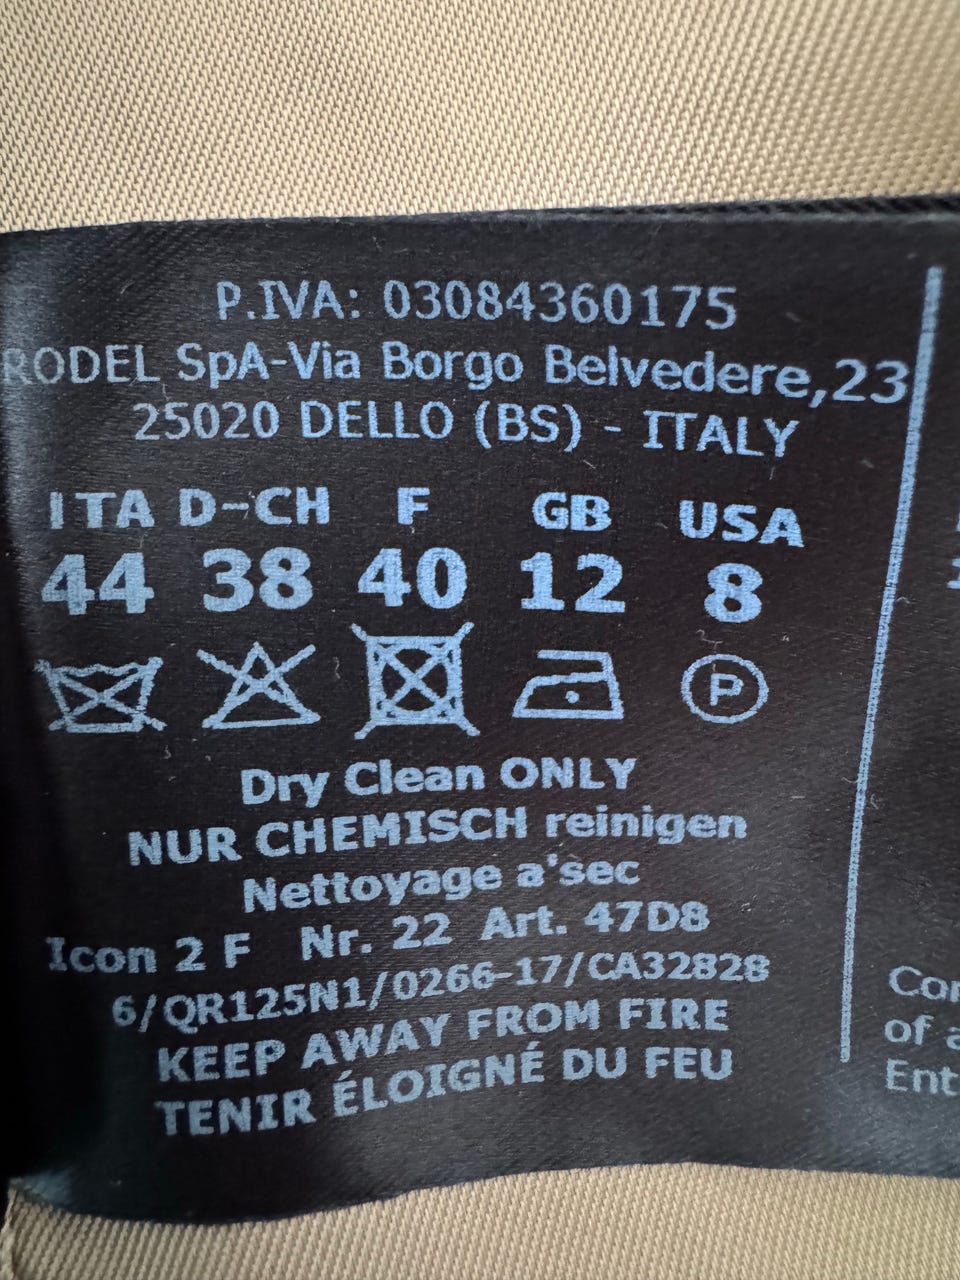 P.IVA: 03084360175
RODEL SpA-Via Borgo Belvedere,23
25020 DELLO (BS) - ITALY
ITA D-CH F GB USA
44 38 40 12 8
P
Dry Clean ONLY
NUR CHEMISCH reinigen
Nettoyage a'sec
Icon 2 F Nr. 22 Art. 47D8
6/QR125N1/0266-17/CA32828
KEEP AWAY FROM FIRE
TENIR ÉLOIGNÉ DU FEU
of